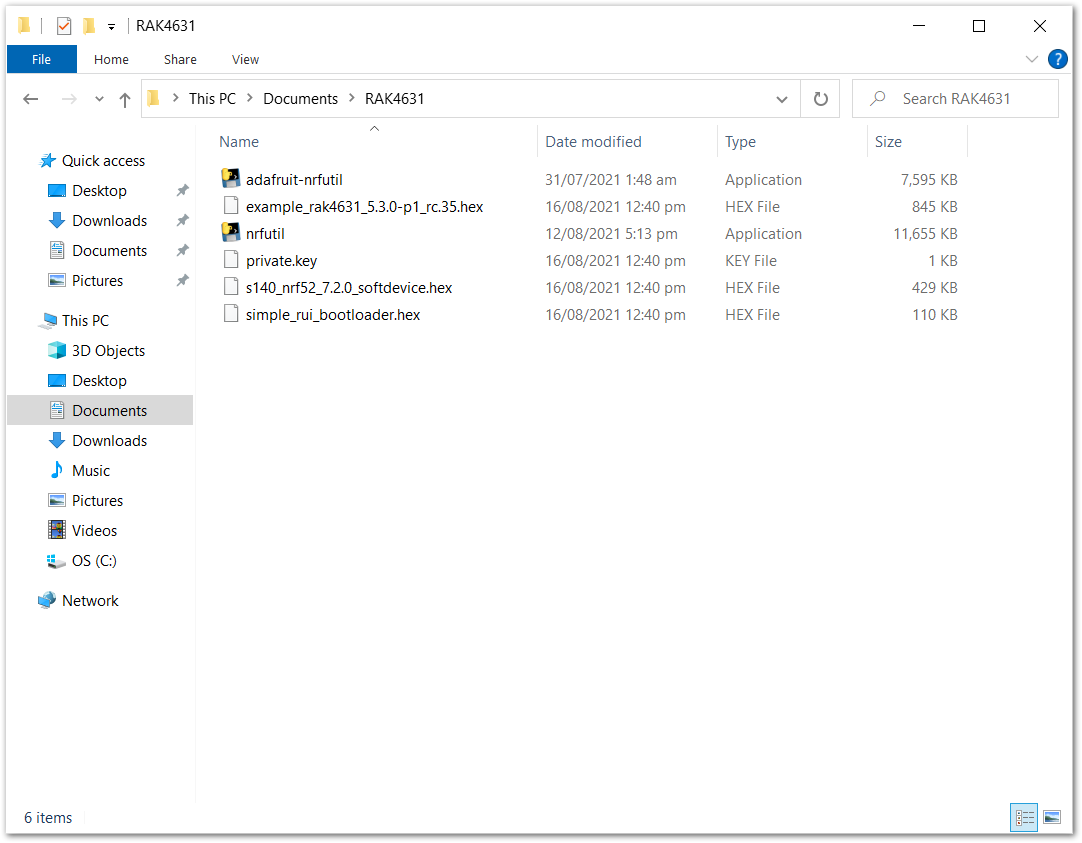 RAK4631
File Home Share View
This PC Documents RAK4631 Search RAK4631
Name Date modified Type Size
Quick access
Desktop
Downloads
Documents
Pictures
This PC
3D Objects
Desktop
Documents
Downloads
Music
Pictures
Videos
OS (C:)
Network
adafruit-nrfutil 31/07/2021 1:48 am Application 7,595 KB
example_rak4631_5.3.0-p1_rc.35.hex 16/08/2021 12:40 pm HEX File 845 KB
nrfutil 12/08/2021 5:13 pm Application 11,655 KB
private.key 16/08/2021 12:40 pm KEY File 1 KB
s140_nrf52_7.2.0_softdevice.hex 16/08/2021 12:40 pm HEX File 429 KB
simple_rui_bootloader.hex 16/08/2021 12:40 pm HEX File 110 KB
6 items